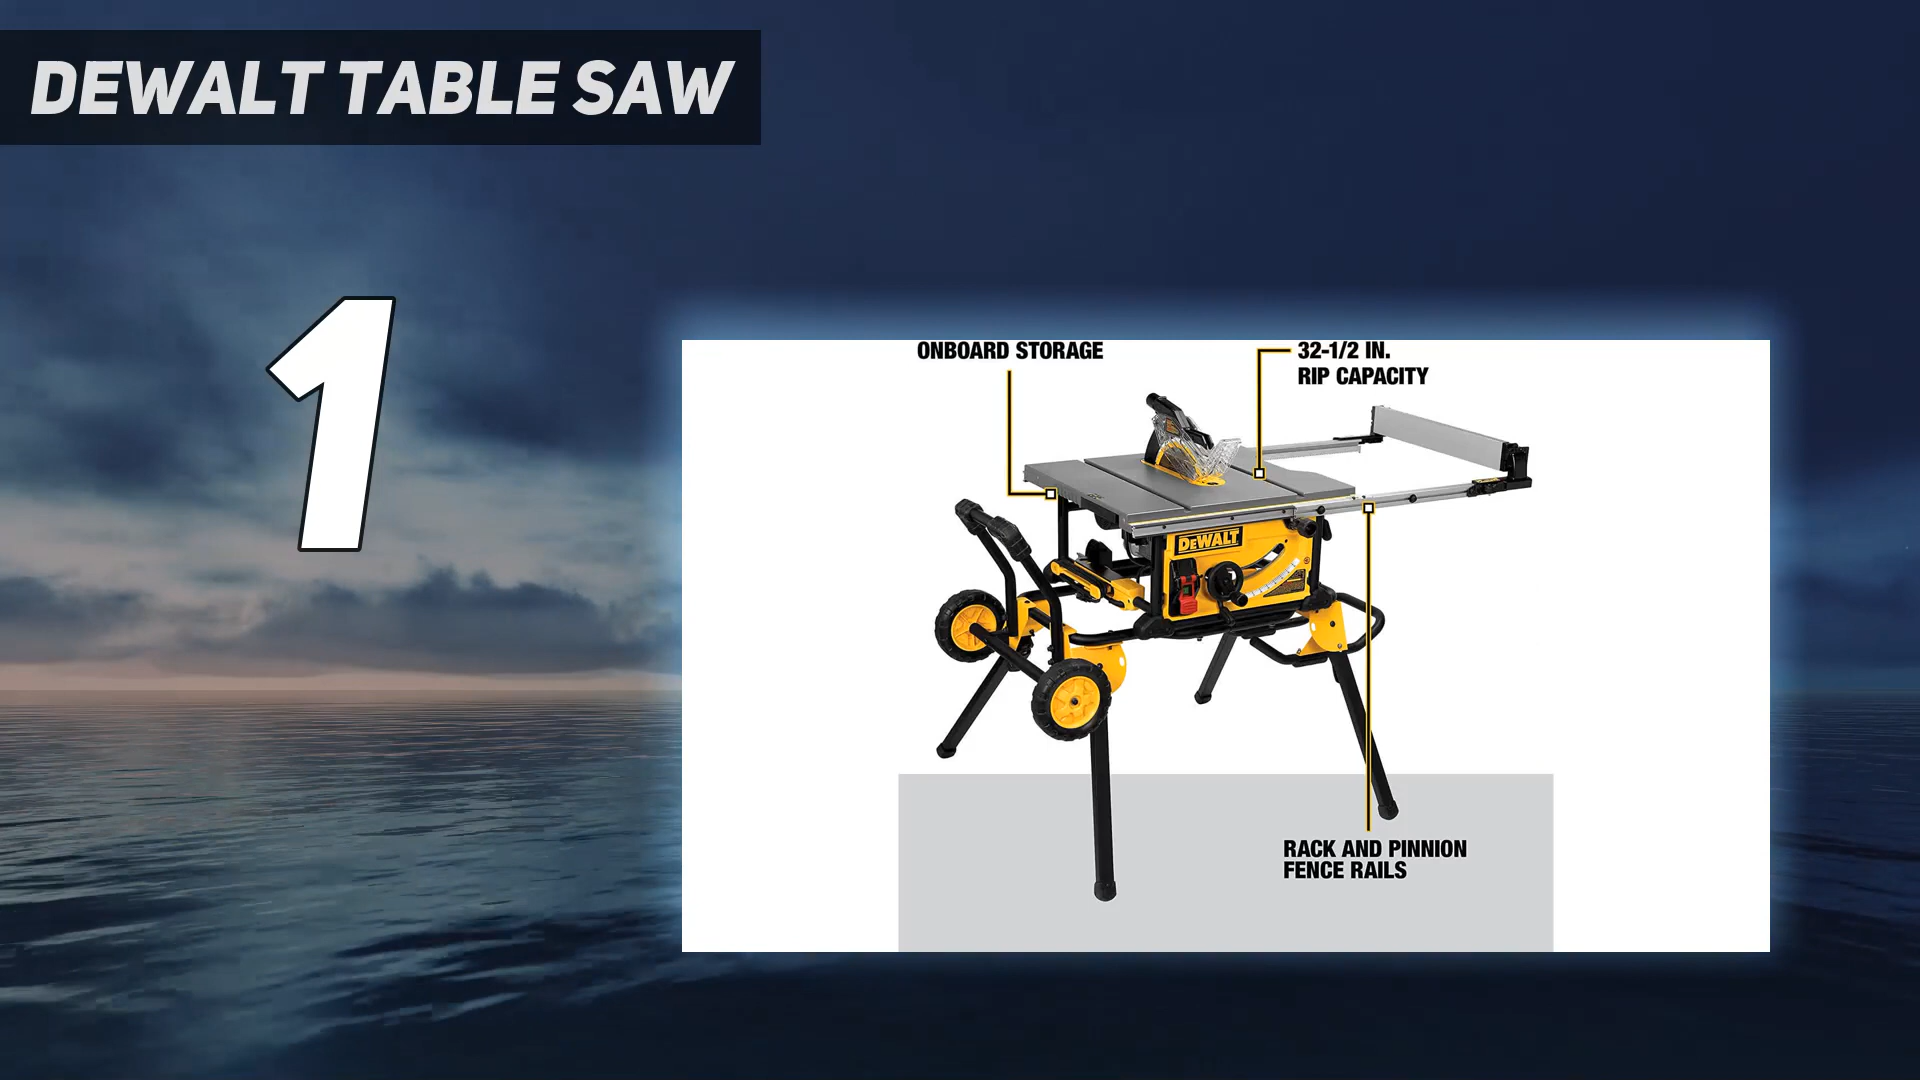 DEWALT TABLE SAW
1
ONBOARD STORAGE
32-1/2 IN.
RIP CAPACITY
DEWALT
RACK AND PINNION
FENCE RAILS